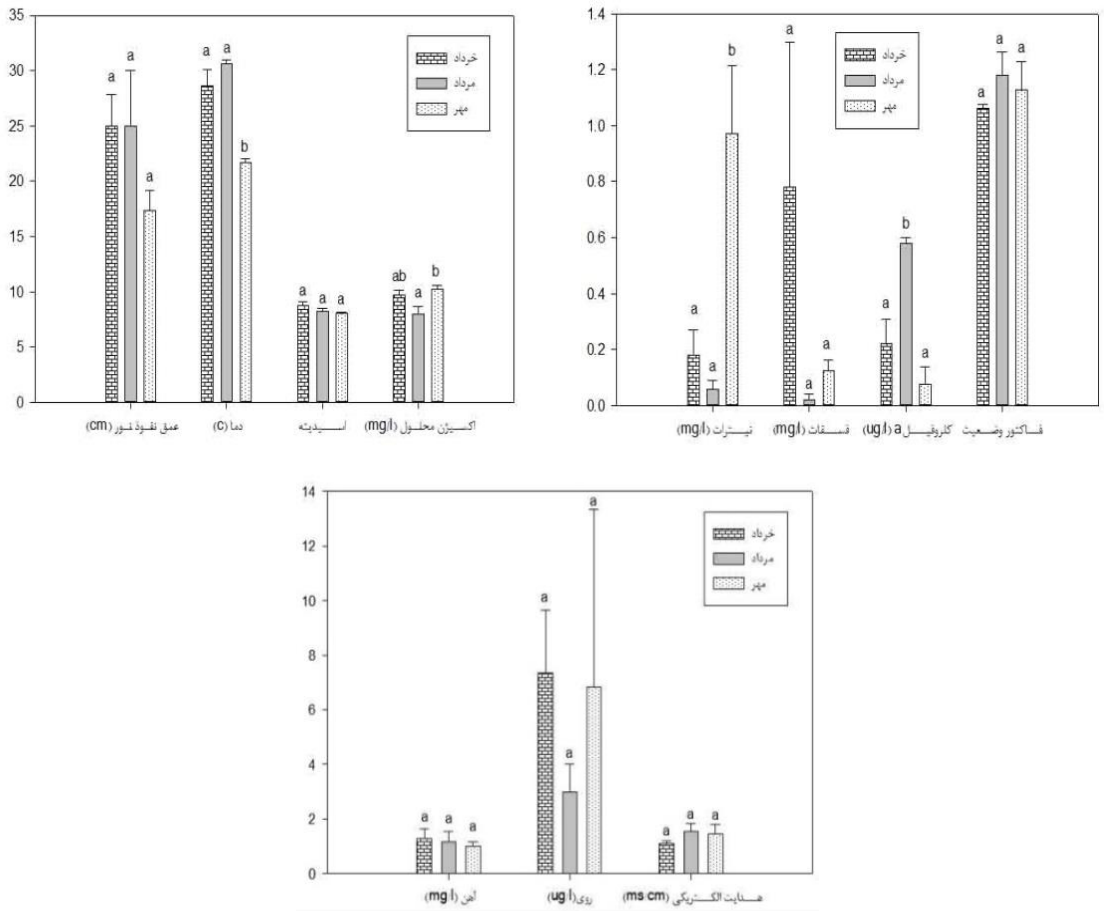 35
30
25
20
15
10
5
0
a
a
a
a
a
b
a
a
a
ab
a
b
خرداد
مرداد
مهر
عمق نفوذ نور (cm)
دما (c)
اسیدیته
اکسیژن محلول (mg/l)
1.4
1.2
1.0
0.8
0.6
0.4
0.2
0.0
a
a
b
a
a
a
a
b
a
a
a
a
خرداد
مرداد
مهر
نیترات (mg/l)
فسفات (mg/l)
کلروفیل a (ug/l)
فاکتور وضعیت
14
12
10
8
6
4
2
0
a
a
a
a
a
a
a
a
a
خرداد
مرداد
مهر
آهن (mg/l)
روی (ug/l)
هدایت الکتریکی (ms/cm)